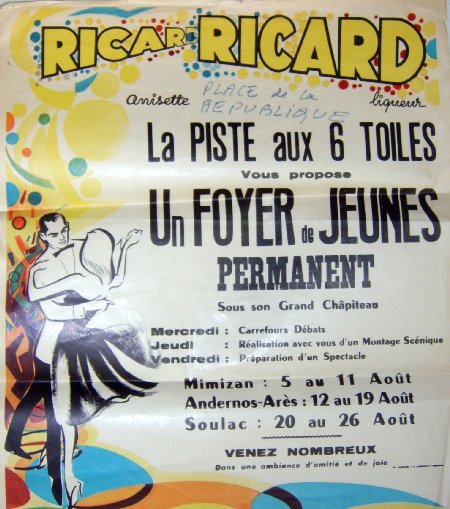 RICARD RICARD
anisette PLACE de la liqueur
REPUBLIQUE
La PISTE aux 6 TOILES
Vous propose
Un FOYER de JEUNES
PERMANENT
Sous son Grand Châpiteau
Mercredi : Carrefours Débats
Jeudi : Réalisation avec vous d'un Montage Scénique
Vendredi : Préparation d'un Spectacle
Mimizan : 5 au 11 Août
Andernos-Arès : 12 au 19 Août
Soulac : 20 au 26 Août
VENEZ NOMBREUX
Dans une ambiance d'amitié et de joie